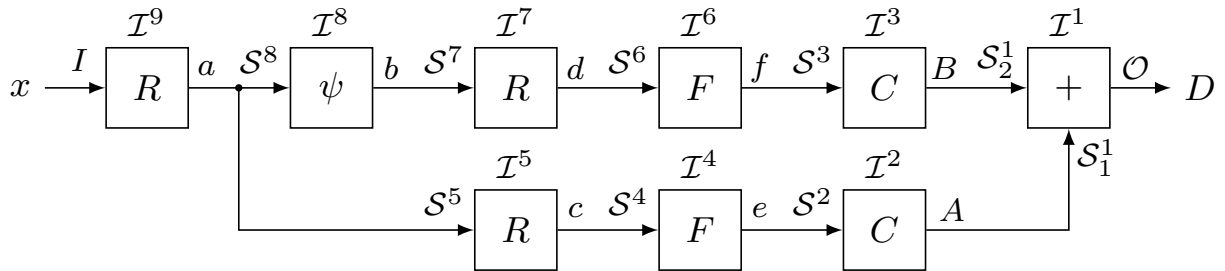 𝓘⁹ 𝓘⁸ 𝓘⁷ 𝓘⁶ 𝓘³ 𝓘¹
x I R a 𝓢⁸ ψ b 𝓢⁷ R d 𝓢⁶ F f 𝓢³ C B 𝓢¹₂ + 𝓞 D
𝓘⁵ 𝓘⁴ 𝓘² 𝓢¹₁
𝓢⁵ R c 𝓢⁴ F e 𝓢² C A